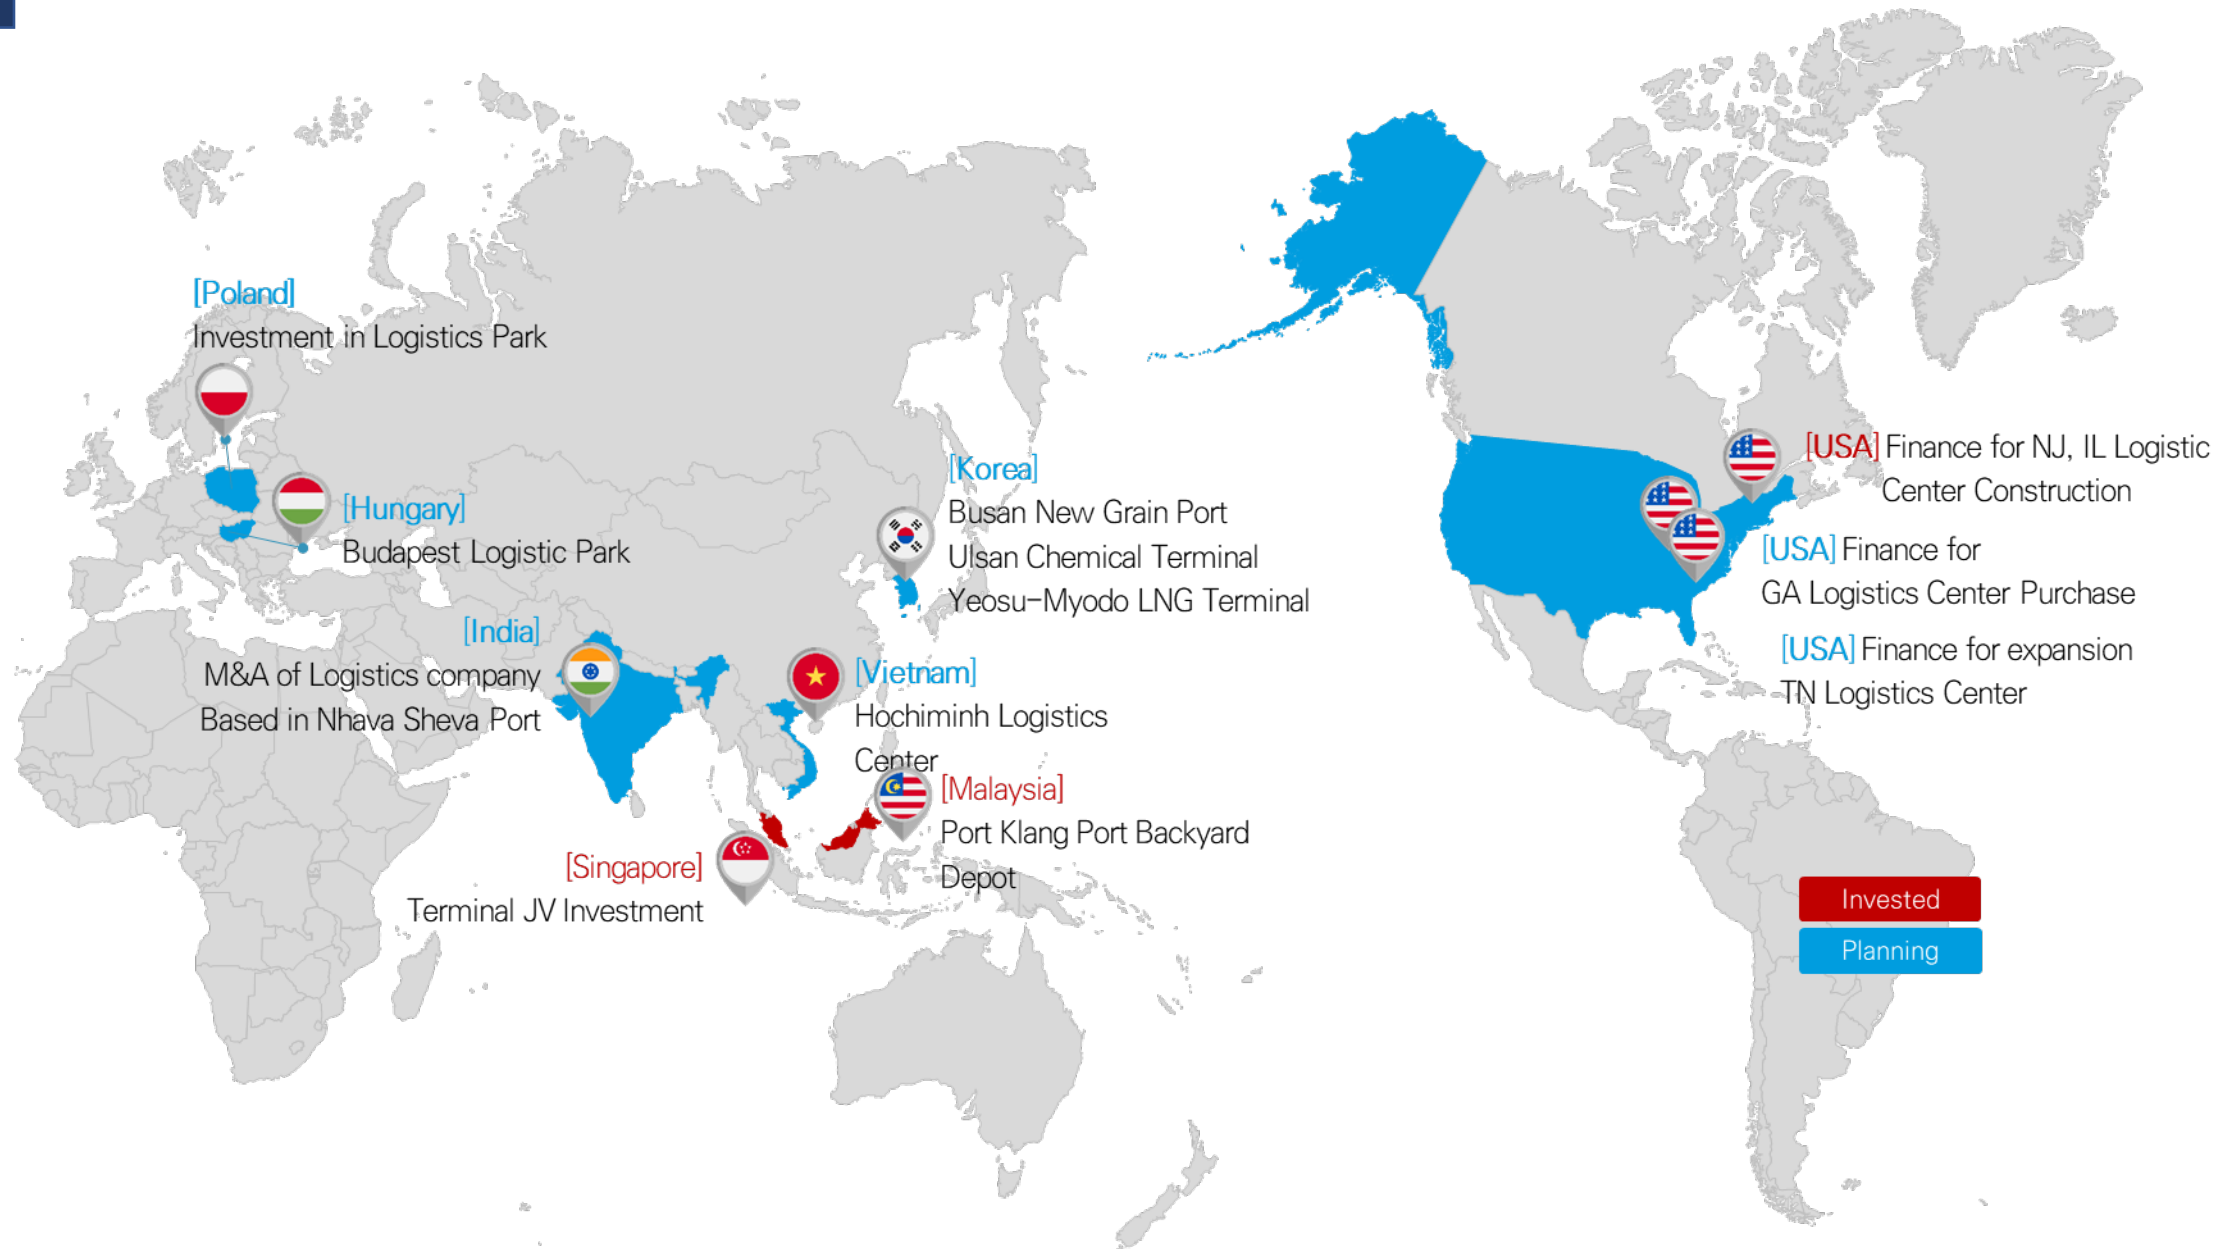 [Poland]
Investment in Logistics Park
[Hungary]
Budapest Logistic Park
[India]
M&A of Logistics company
Based in Nhava Sheva Port
[Korea]
Busan New Grain Port
Ulsan Chemical Terminal
Yeosu-Myodo LNG Terminal
[Vietnam]
Hochiminh Logistics
Center
[Malaysia]
Port Klang Port Backyard
Depot
[Singapore]
Terminal JV Investment
[USA] Finance for NJ, IL Logistic
Center Construction
[USA] Finance for
GA Logistics Center Purchase
[USA] Finance for expansion
TN Logistics Center
Invested
Planning